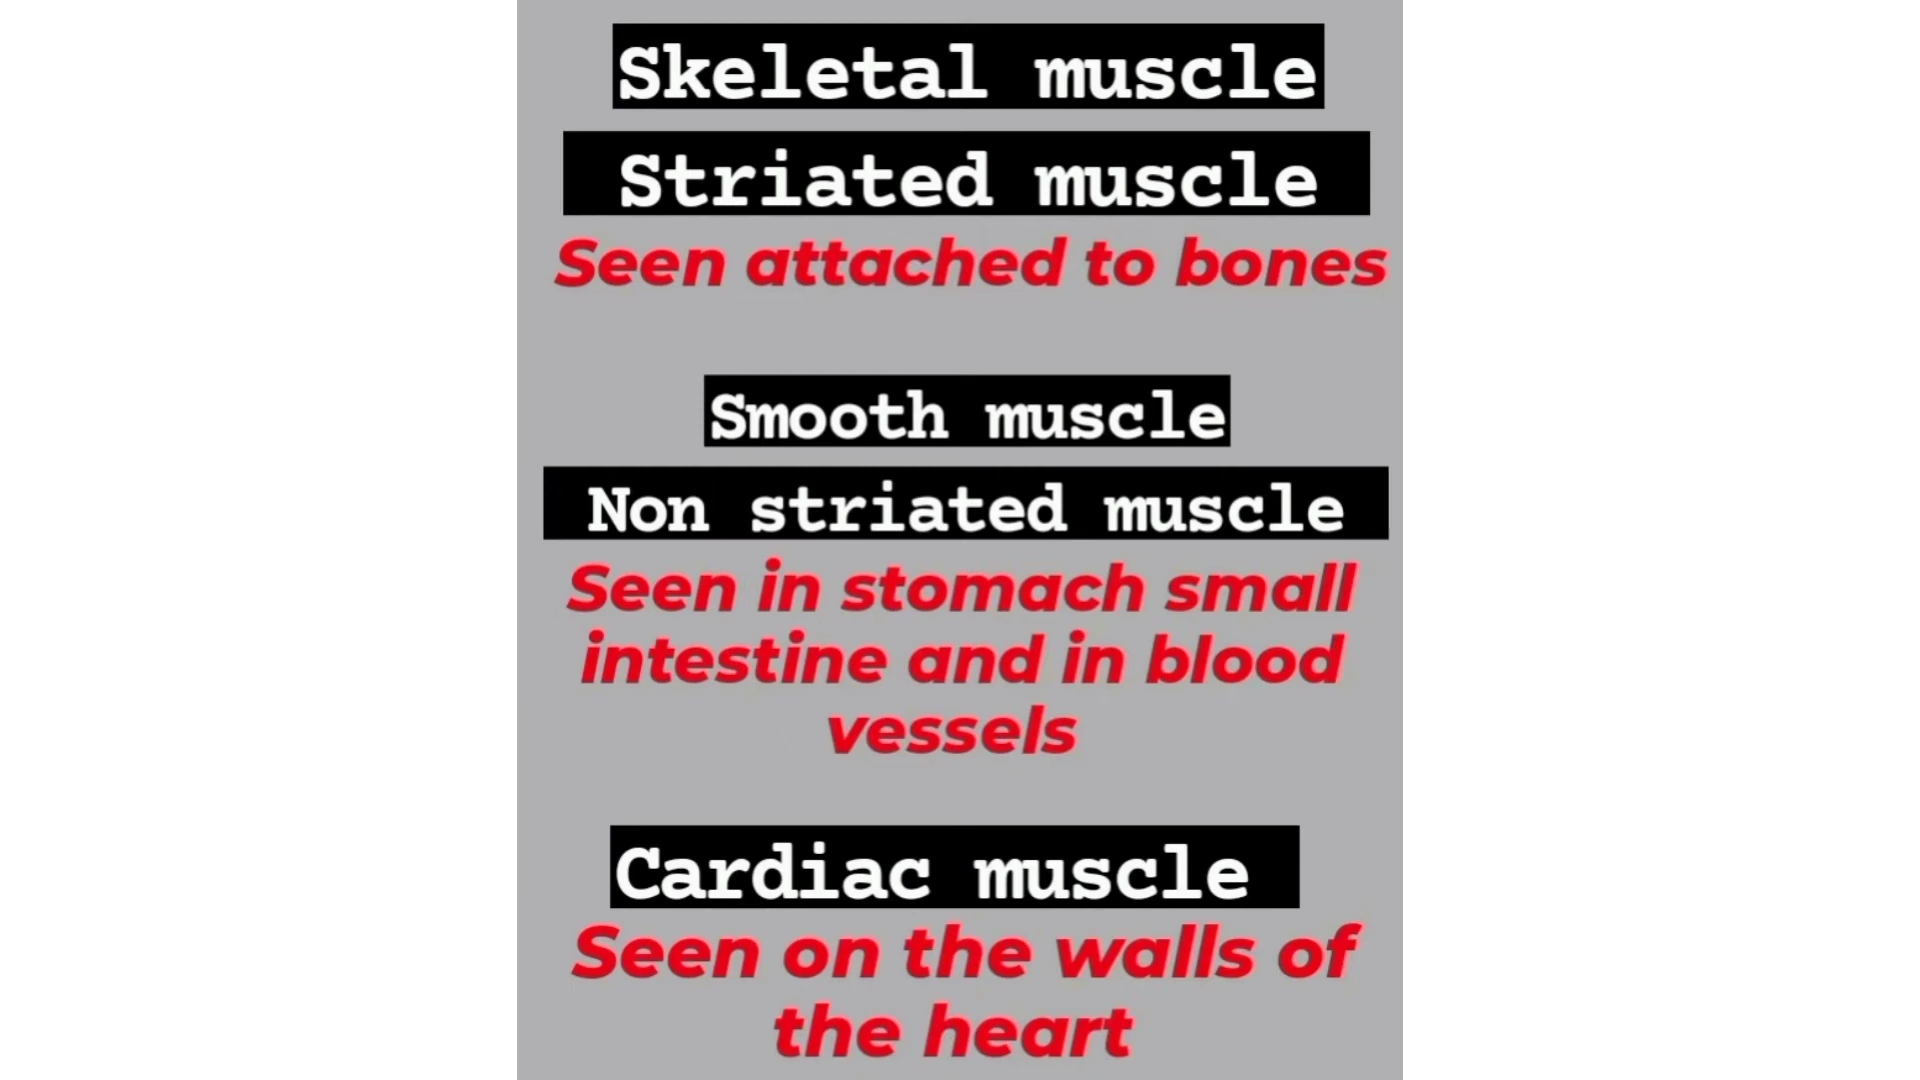 Skeletal muscle
Striated muscle
Seen attached to bones
Smooth muscle
Non striated muscle
Seen in stomach small
intestine and in blood
vessels
Cardiac muscle
Seen on the walls of
the heart